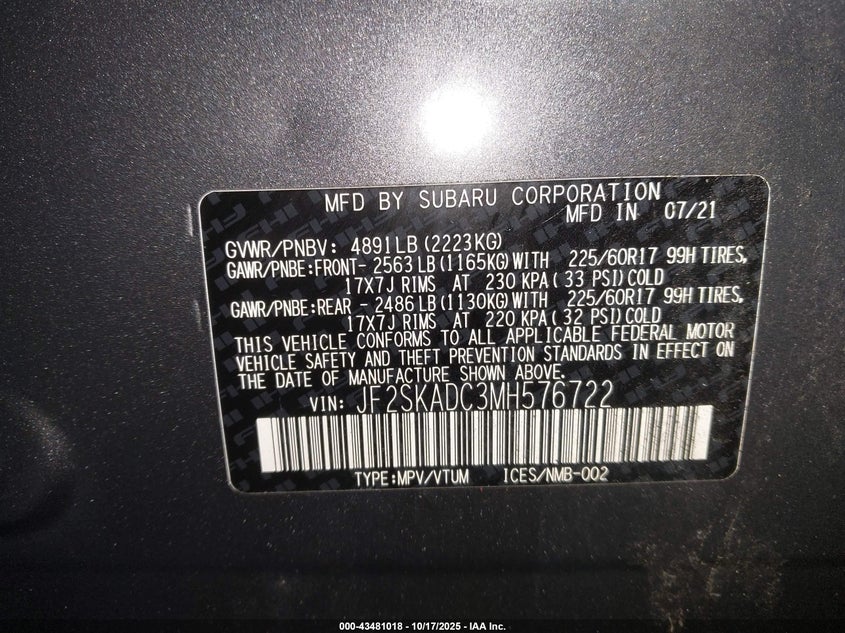 MFD BY SUBARU CORPORATION
MFD IN 07/21
GVWR/PNBV: 4891LB(2223KG)
GAWR/PNBE:FRONT- 2563LB(1165KG)WITH 225/60R17 99H TIRES,
17X7J RIMS AT 230 KPA(33 PSI)COLD
GAWR/PNBE:REAR - 2486LB(1130KG)WITH 225/60R17 99H TIRES,
17X7J RIMS AT 220 KPA(32 PSI)COLD
THIS VEHICLE CONFORMS TO ALL APPLICABLE FEDERAL MOTOR
VEHICLE SAFETY AND THEFT PREVENTION STANDARDS IN EFFECT ON
THE DATE OF MANUFACTURE SHOWN ABOVE.
VIN: JF2SKADC3MH576722
TYPE:MPV/VTUM ICES/NMB-002
000-43481018 - 10/17/2025 - IAA Inc.